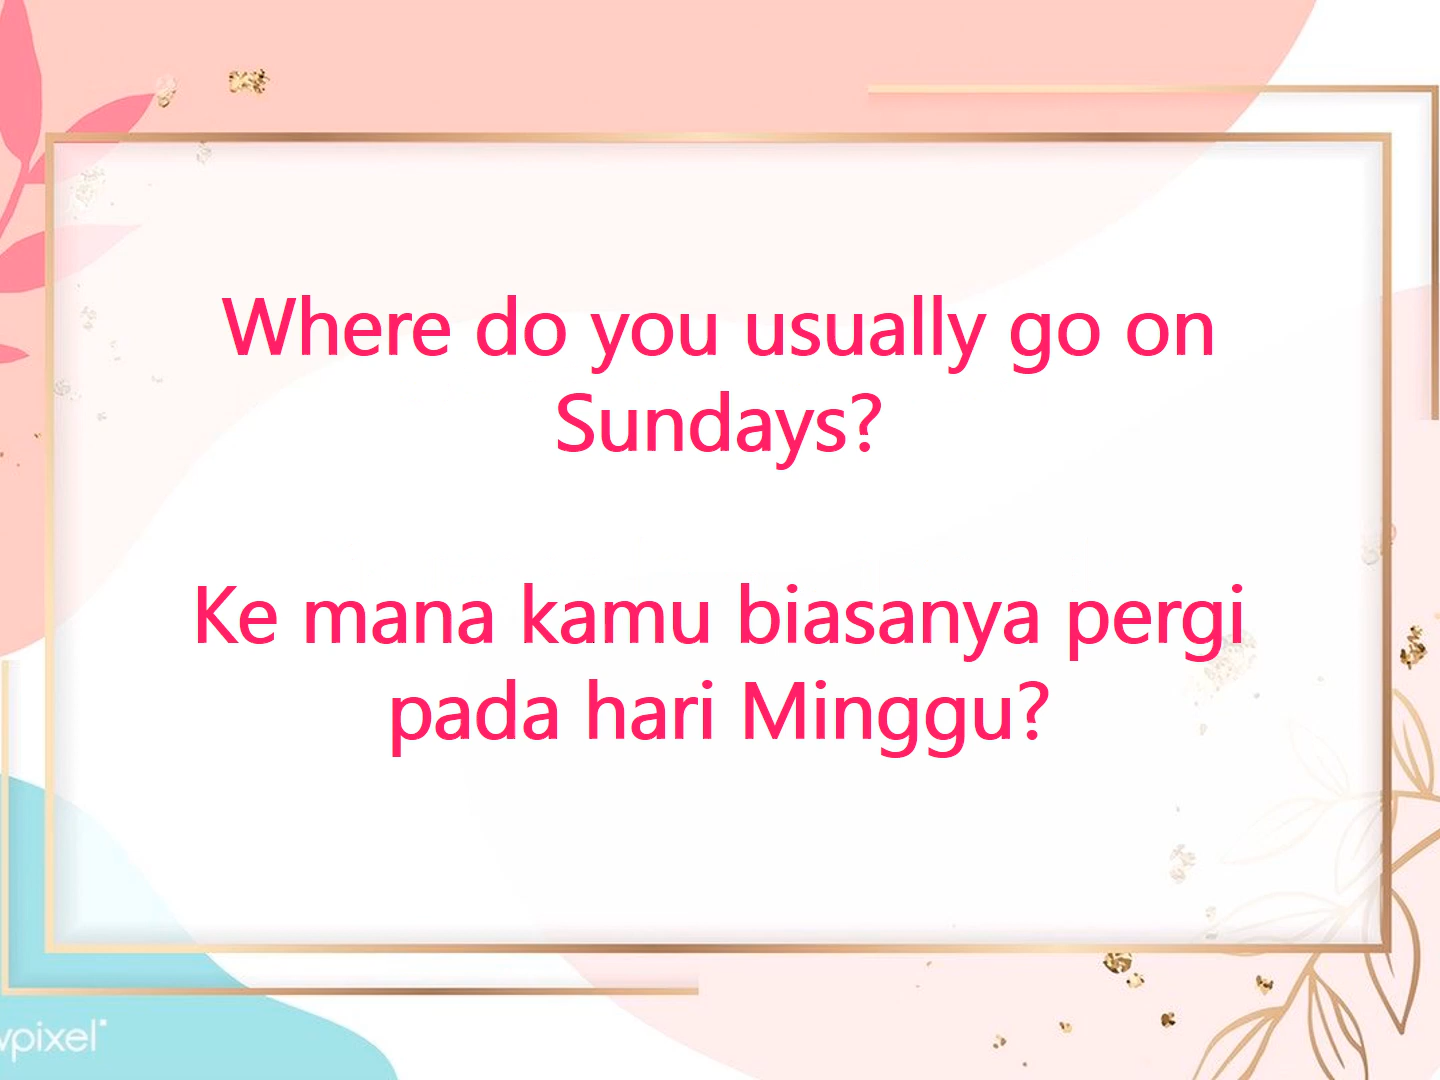 Where do you usually go on
Sundays?
Ke mana kamu biasanya pergi
pada hari Minggu?